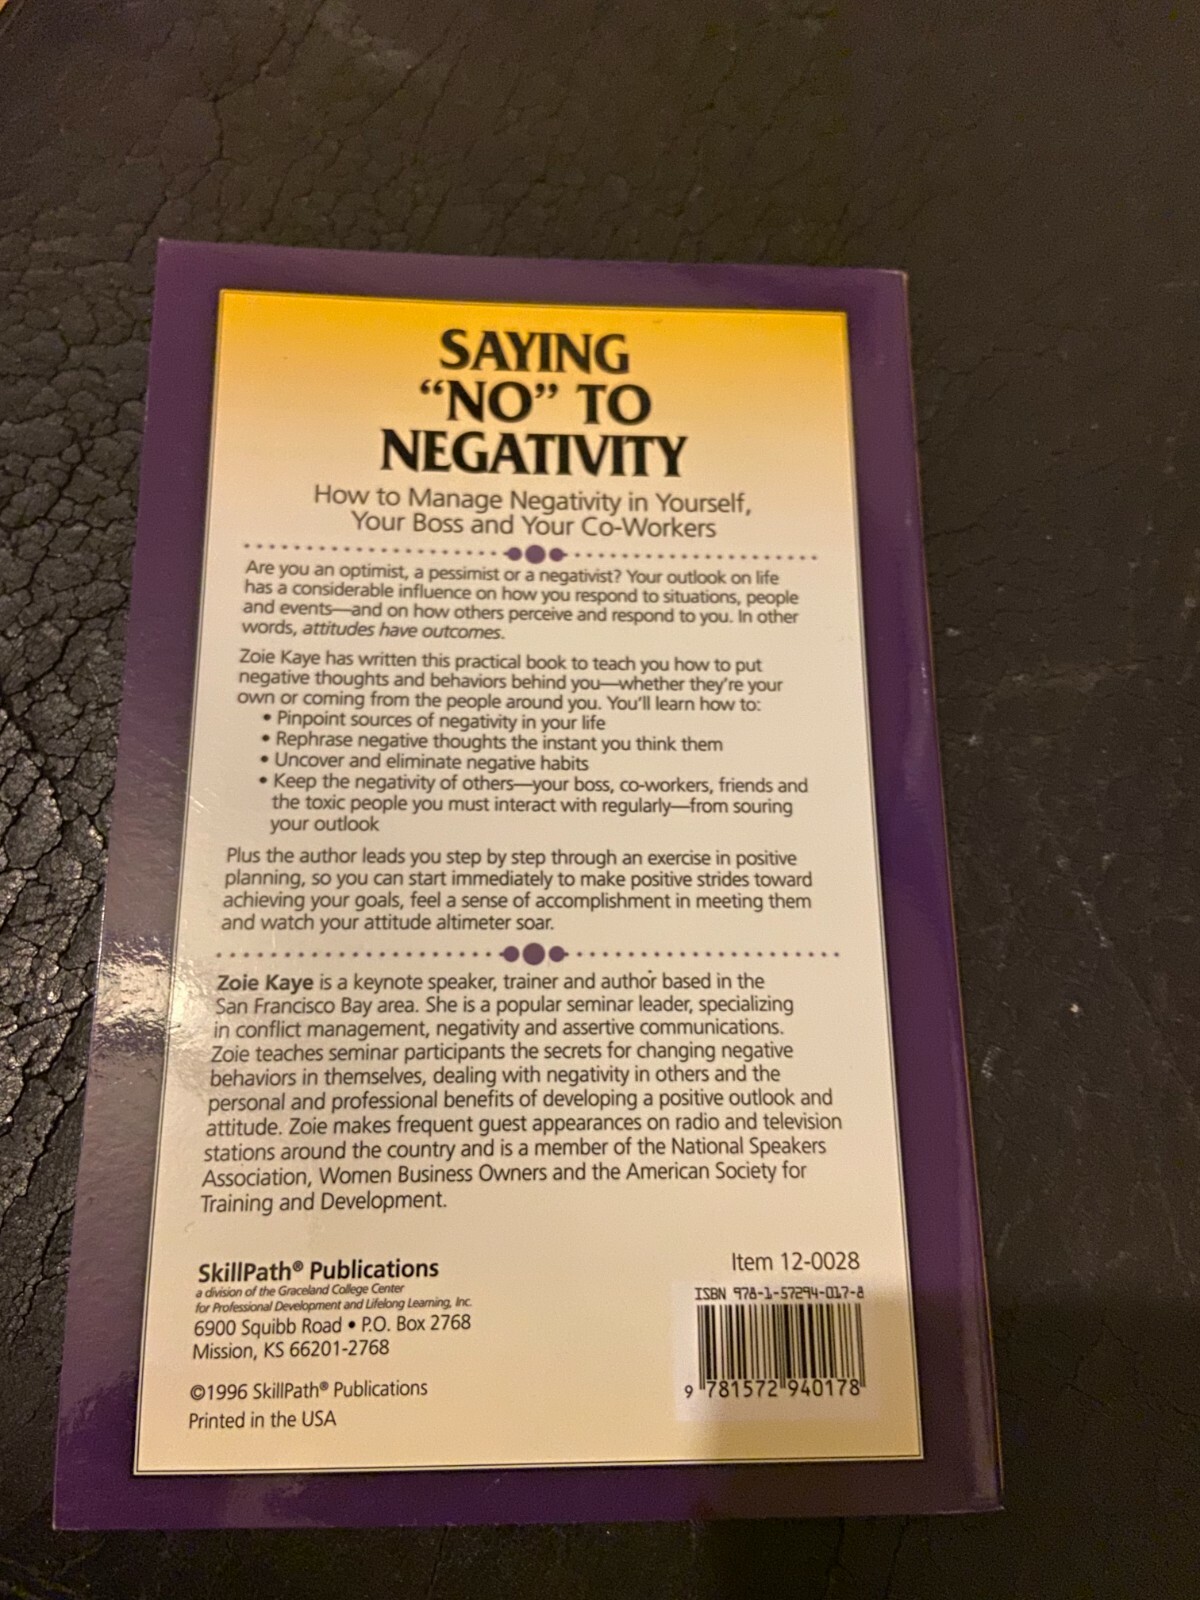 SAYING
“NO” TO
NEGATIVITY
How to Manage Negativity in Yourself,
Your Boss and Your Co-Workers
Are you an optimist, a pessimist or a negativist? Your outlook on life
has a considerable influence on how you respond to situations, people
and events—and on how others perceive and respond to you. In other
words, attitudes have outcomes.
Zoie Kaye has written this practical book to teach you how to put
negative thoughts and behaviors behind you—whether they're your
own or coming from the people around you. You'll learn how to:
• Pinpoint sources of negativity in your life
• Rephrase negative thoughts the instant you think them
• Uncover and eliminate negative habits
• Keep the negativity of others—your boss, co-workers, friends and
the toxic people you must interact with regularly—from souring
your outlook
Plus the author leads you step by step through an exercise in positive
planning, so you can start immediately to make positive strides toward
achieving your goals, feel a sense of accomplishment in meeting them
and watch your attitude altimeter soar.
Zoie Kaye is a keynote speaker, trainer and author based in the
San Francisco Bay area. She is a popular seminar leader, specializing
in conflict management, negativity and assertive communications.
Zoie teaches seminar participants the secrets for changing negative
behaviors in themselves, dealing with negativity in others and the
personal and professional benefits of developing a positive outlook and
attitude. Zoie makes frequent guest appearances on radio and television
stations around the country and is a member of the National Speakers
Association, Women Business Owners and the American Society for
Training and Development.
SkillPath® Publications
a division of the Graceland College Center
for Professional Development and Lifelong Learning, Inc.
6900 Squibb Road • P.O. Box 2768
Mission, KS 66201-2768
©1996 SkillPath® Publications
Printed in the USA
Item 12-0028
ISBN 978-1-57294-017-8
9 781572 940178